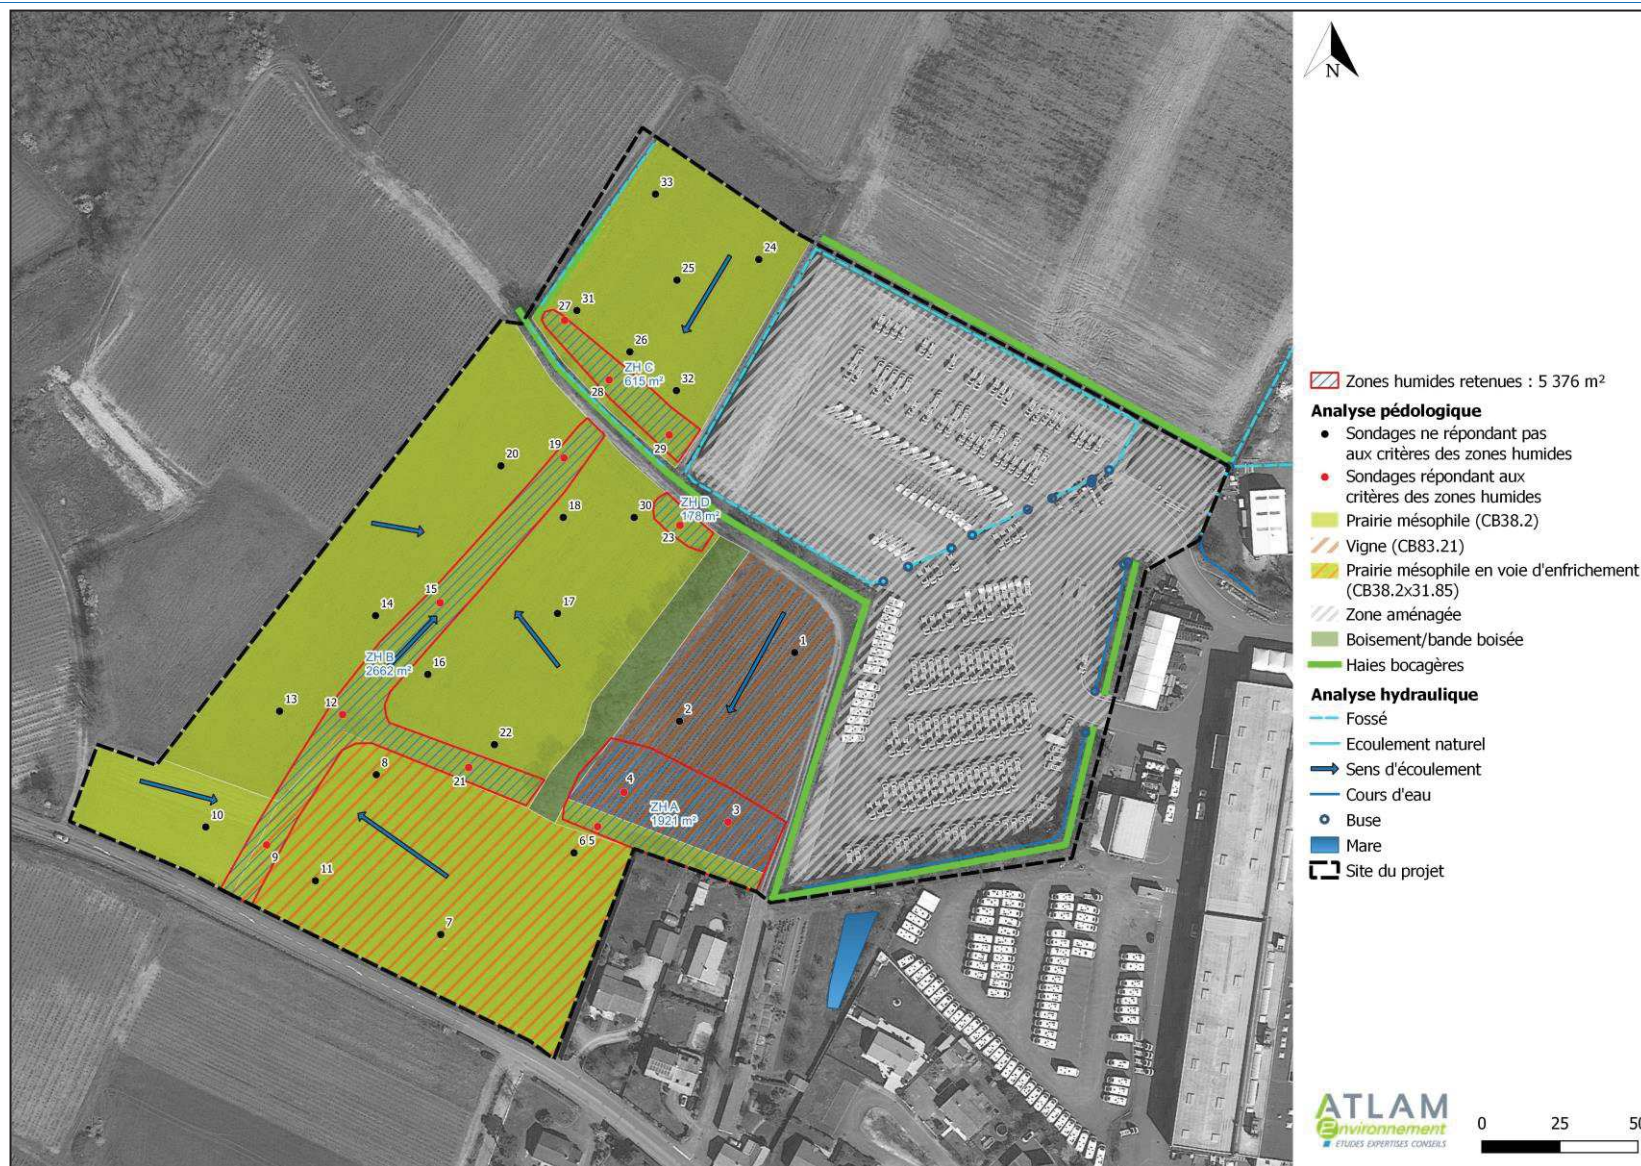 N
33
24
25
31
27
26
ZH C
615 m²
32
28
29
19
20
18
30
ZH D
178 m²
23
15
14
17
1
16
ZH B
2662 m²
13
12
2
22
8
21
4
ZH A
1921 m²
3
10
6 5
9
11
7
Zones humides retenues : 5 376 m²
Analyse pédologique
Sondages ne répondant pas
aux critères des zones humides
Sondages répondant aux
critères des zones humides
Prairie mésophile (CB38.2)
Vigne (CB83.21)
Prairie mésophile en voie d'enfrichement
(CB38.2x31.85)
Zone aménagée
Boisement/bande boisée
Haies bocagères
Analyse hydraulique
Fossé
Ecoulement naturel
Sens d'écoulement
Cours d'eau
Buse
Mare
Site du projet
ATLAM
Environnement
ETUDES EXPERTISES CONSEILS
0 25 50